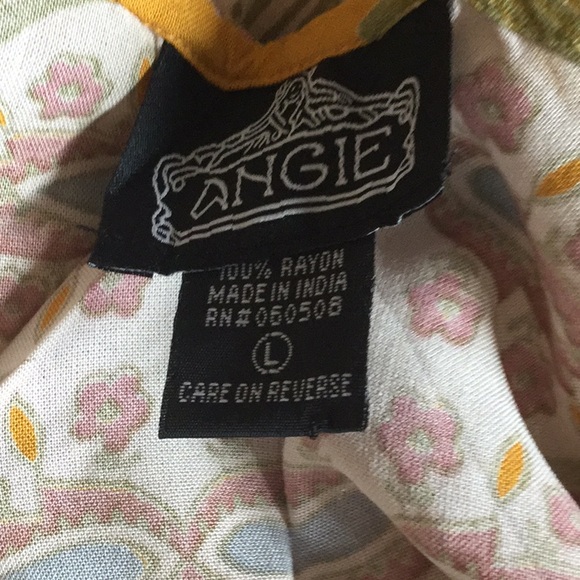 ANGIE
100% RAYON
MADE IN INDIA
RN#060508
L
CARE ON REVERSE